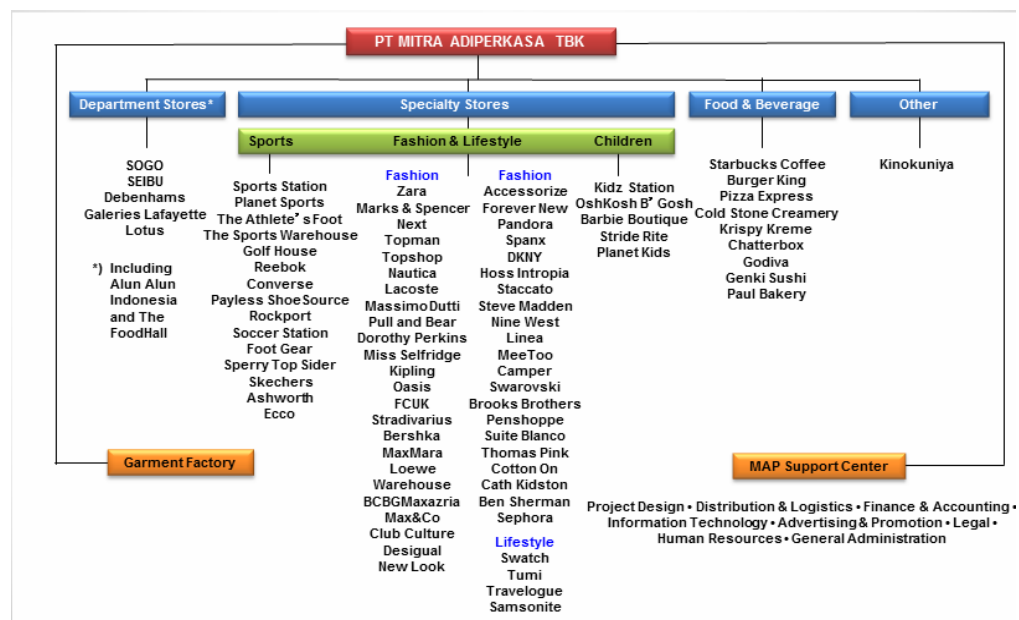 PT MITRA ADIPERKASA TBK
Department Stores*
Specialty Stores
Food & Beverage
Other
Sports
Fashion & Lifestyle
Children
SOGO
SEIBU
Debenhams
Galeries Lafayette
Lotus
*) Including
Alun Alun
Indonesia
and The
FoodHall
Sports Station
Planet Sports
The Athlete's Foot
The Sports Warehouse
Golf House
Reebok
Converse
Payless ShoeSource
Rockport
Soccer Station
Foot Gear
Sperry Top Sider
Skechers
Ashworth
Ecco
Fashion
Zara
Marks & Spencer
Next
Topman
Topshop
Nautica
Lacoste
Massimo Dutti
Pull and Bear
Dorothy Perkins
Miss Selfridge
Kipling
Oasis
FCUK
Stradivarius
Bershka
MaxMara
Loewe
Warehouse
BCBGMaxazria
Max&Co
Club Culture
Desigual
New Look
Fashion
Accessorize
Forever New
Pandora
Spanx
DKNY
Hoss Intropia
Staccato
Steve Madden
Nine West
Linea
MeeToo
Camper
Swarovski
Brooks Brothers
Penshoppe
Suite Blanco
Thomas Pink
Cotton On
Cath Kidston
Ben Sherman
Sephora
Lifestyle
Swatch
Tumi
Travelogue
Samsonite
Kidz Station
OshKosh B' Gosh
Barbie Boutique
Stride Rite
Planet Kids
Starbucks Coffee
Burger King
Pizza Express
Cold Stone Creamery
Krispy Kreme
Chatterbox
Godiva
Genki Sushi
Paul Bakery
Kinokuniya
Garment Factory
MAP Support Center
Project Design • Distribution & Logistics • Finance & Accounting •
Information Technology • Advertising & Promotion • Legal •
Human Resources • General Administration